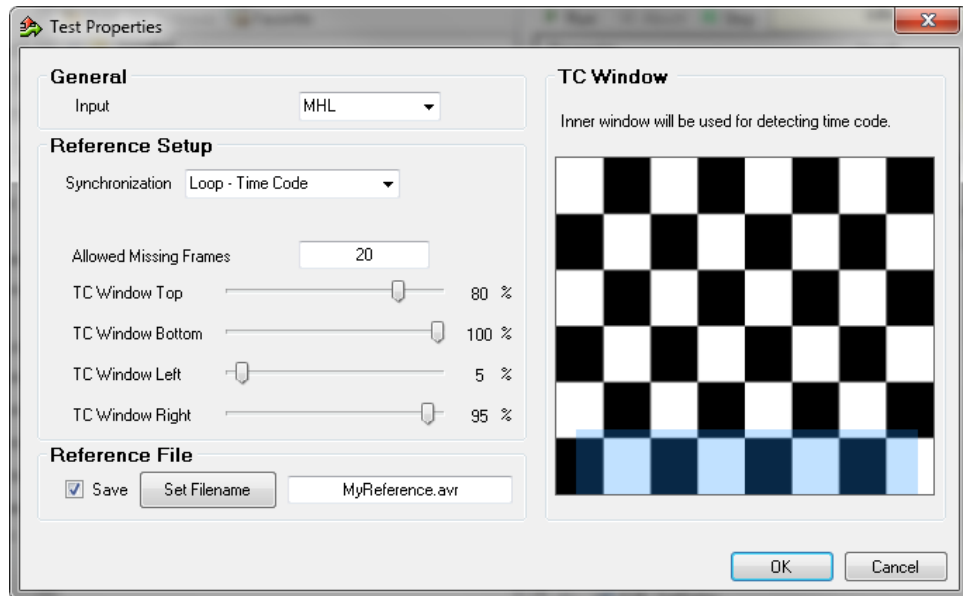 Test Properties
General
Input MHL
Reference Setup
Synchronization Loop - Time Code
Allowed Missing Frames 20
TC Window Top 80 %
TC Window Bottom 100 %
TC Window Left 5 %
TC Window Right 95 %
Reference File
Save Set Filename MyReference.avr
TC Window
Inner window will be used for detecting time code.
OK Cancel